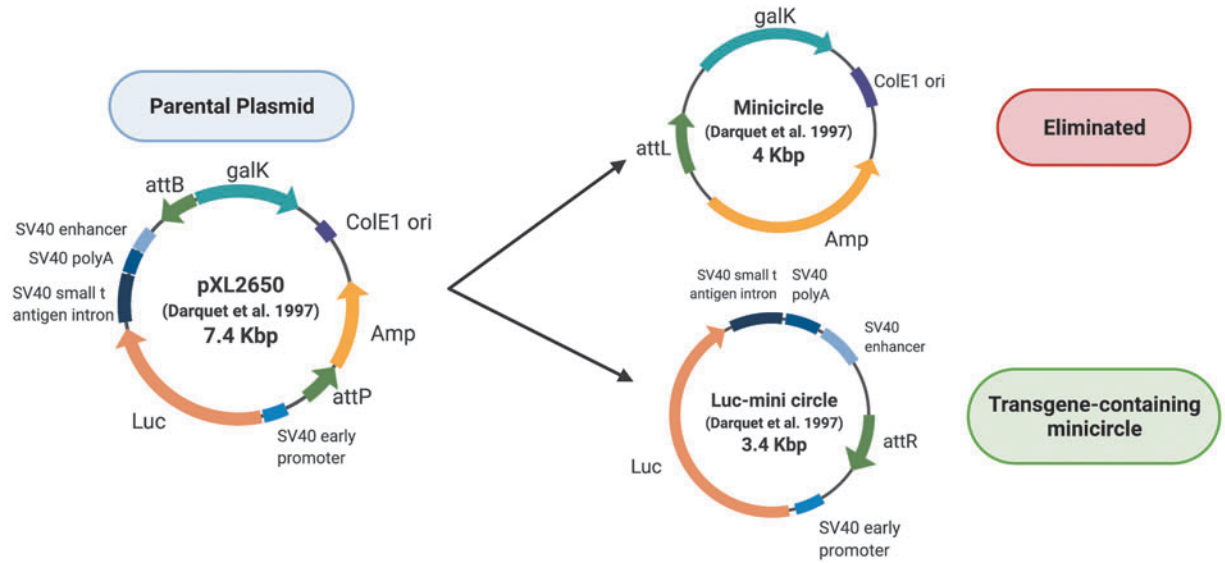 Parental Plasmid
attB
galK
SV40 enhancer
SV40 polyA
SV40 small t
antigen intron
ColE1 ori
pXL2650
(Darquet et al. 1997)
7.4 Kbp
Amp
attP
Luc
SV40 early
promoter
galK
ColE1 ori
Minicircle
(Darquet et al. 1997)
4 Kbp
attL
Amp
Eliminated
SV40 small t
antigen intron
SV40
polyA
SV40
enhancer
Luc-mini circle
(Darquet et al. 1997)
3.4 Kbp
attR
Luc
SV40 early
promoter
Transgene-containing
minicircle